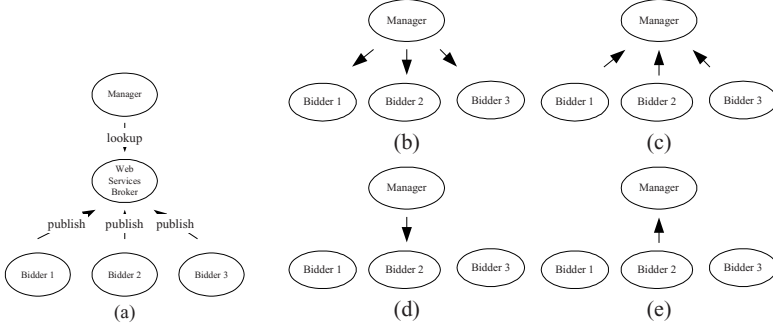 Manager
lookup
Web
Services
Broker
publish publish publish
Bidder 1 Bidder 2 Bidder 3
(a)
Manager
Bidder 1 Bidder 2 Bidder 3
(b)
Manager
Bidder 1 Bidder 2 Bidder 3
(c)
Manager
Bidder 1 Bidder 2 Bidder 3
(d)
Manager
Bidder 1 Bidder 2 Bidder 3
(e)